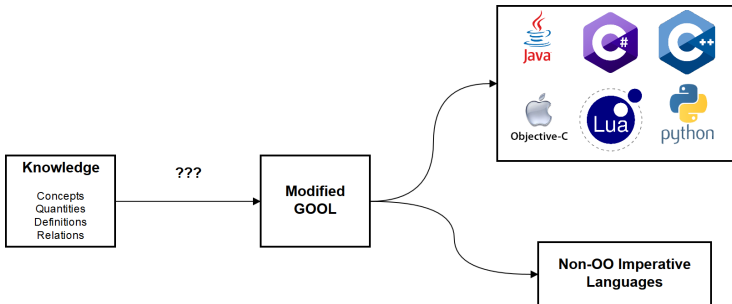 Knowledge
Concepts
Quantities
Definitions
Relations
???
Modified
GOOL
Java
C#
C++
Objective-C
Lua
python
Non-OO Imperative
Languages